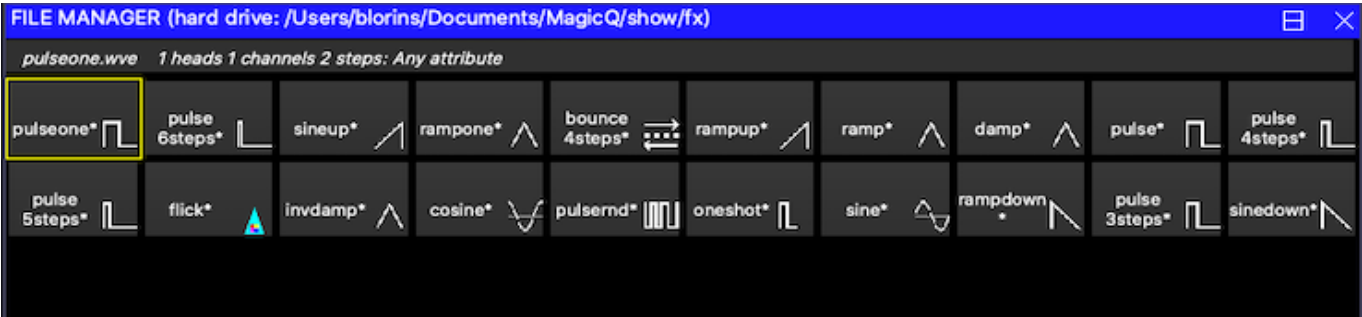 FILE MANAGER (hard drive: /Users/blorins/Documents/MagicQ/show/fx)
pulseone.wve 1 heads 1 channels 2 steps: Any attribute
pulseone*
pulse
6steps*
sineup*
rampone*
bounce
4steps*
rampup*
ramp*
damp*
pulse*
pulse
4steps*
pulse
5steps*
flick*
invdamp*
cosine*
pulsernd*
oneshot*
sine*
rampdown
*
pulse
3steps*
sinedown*